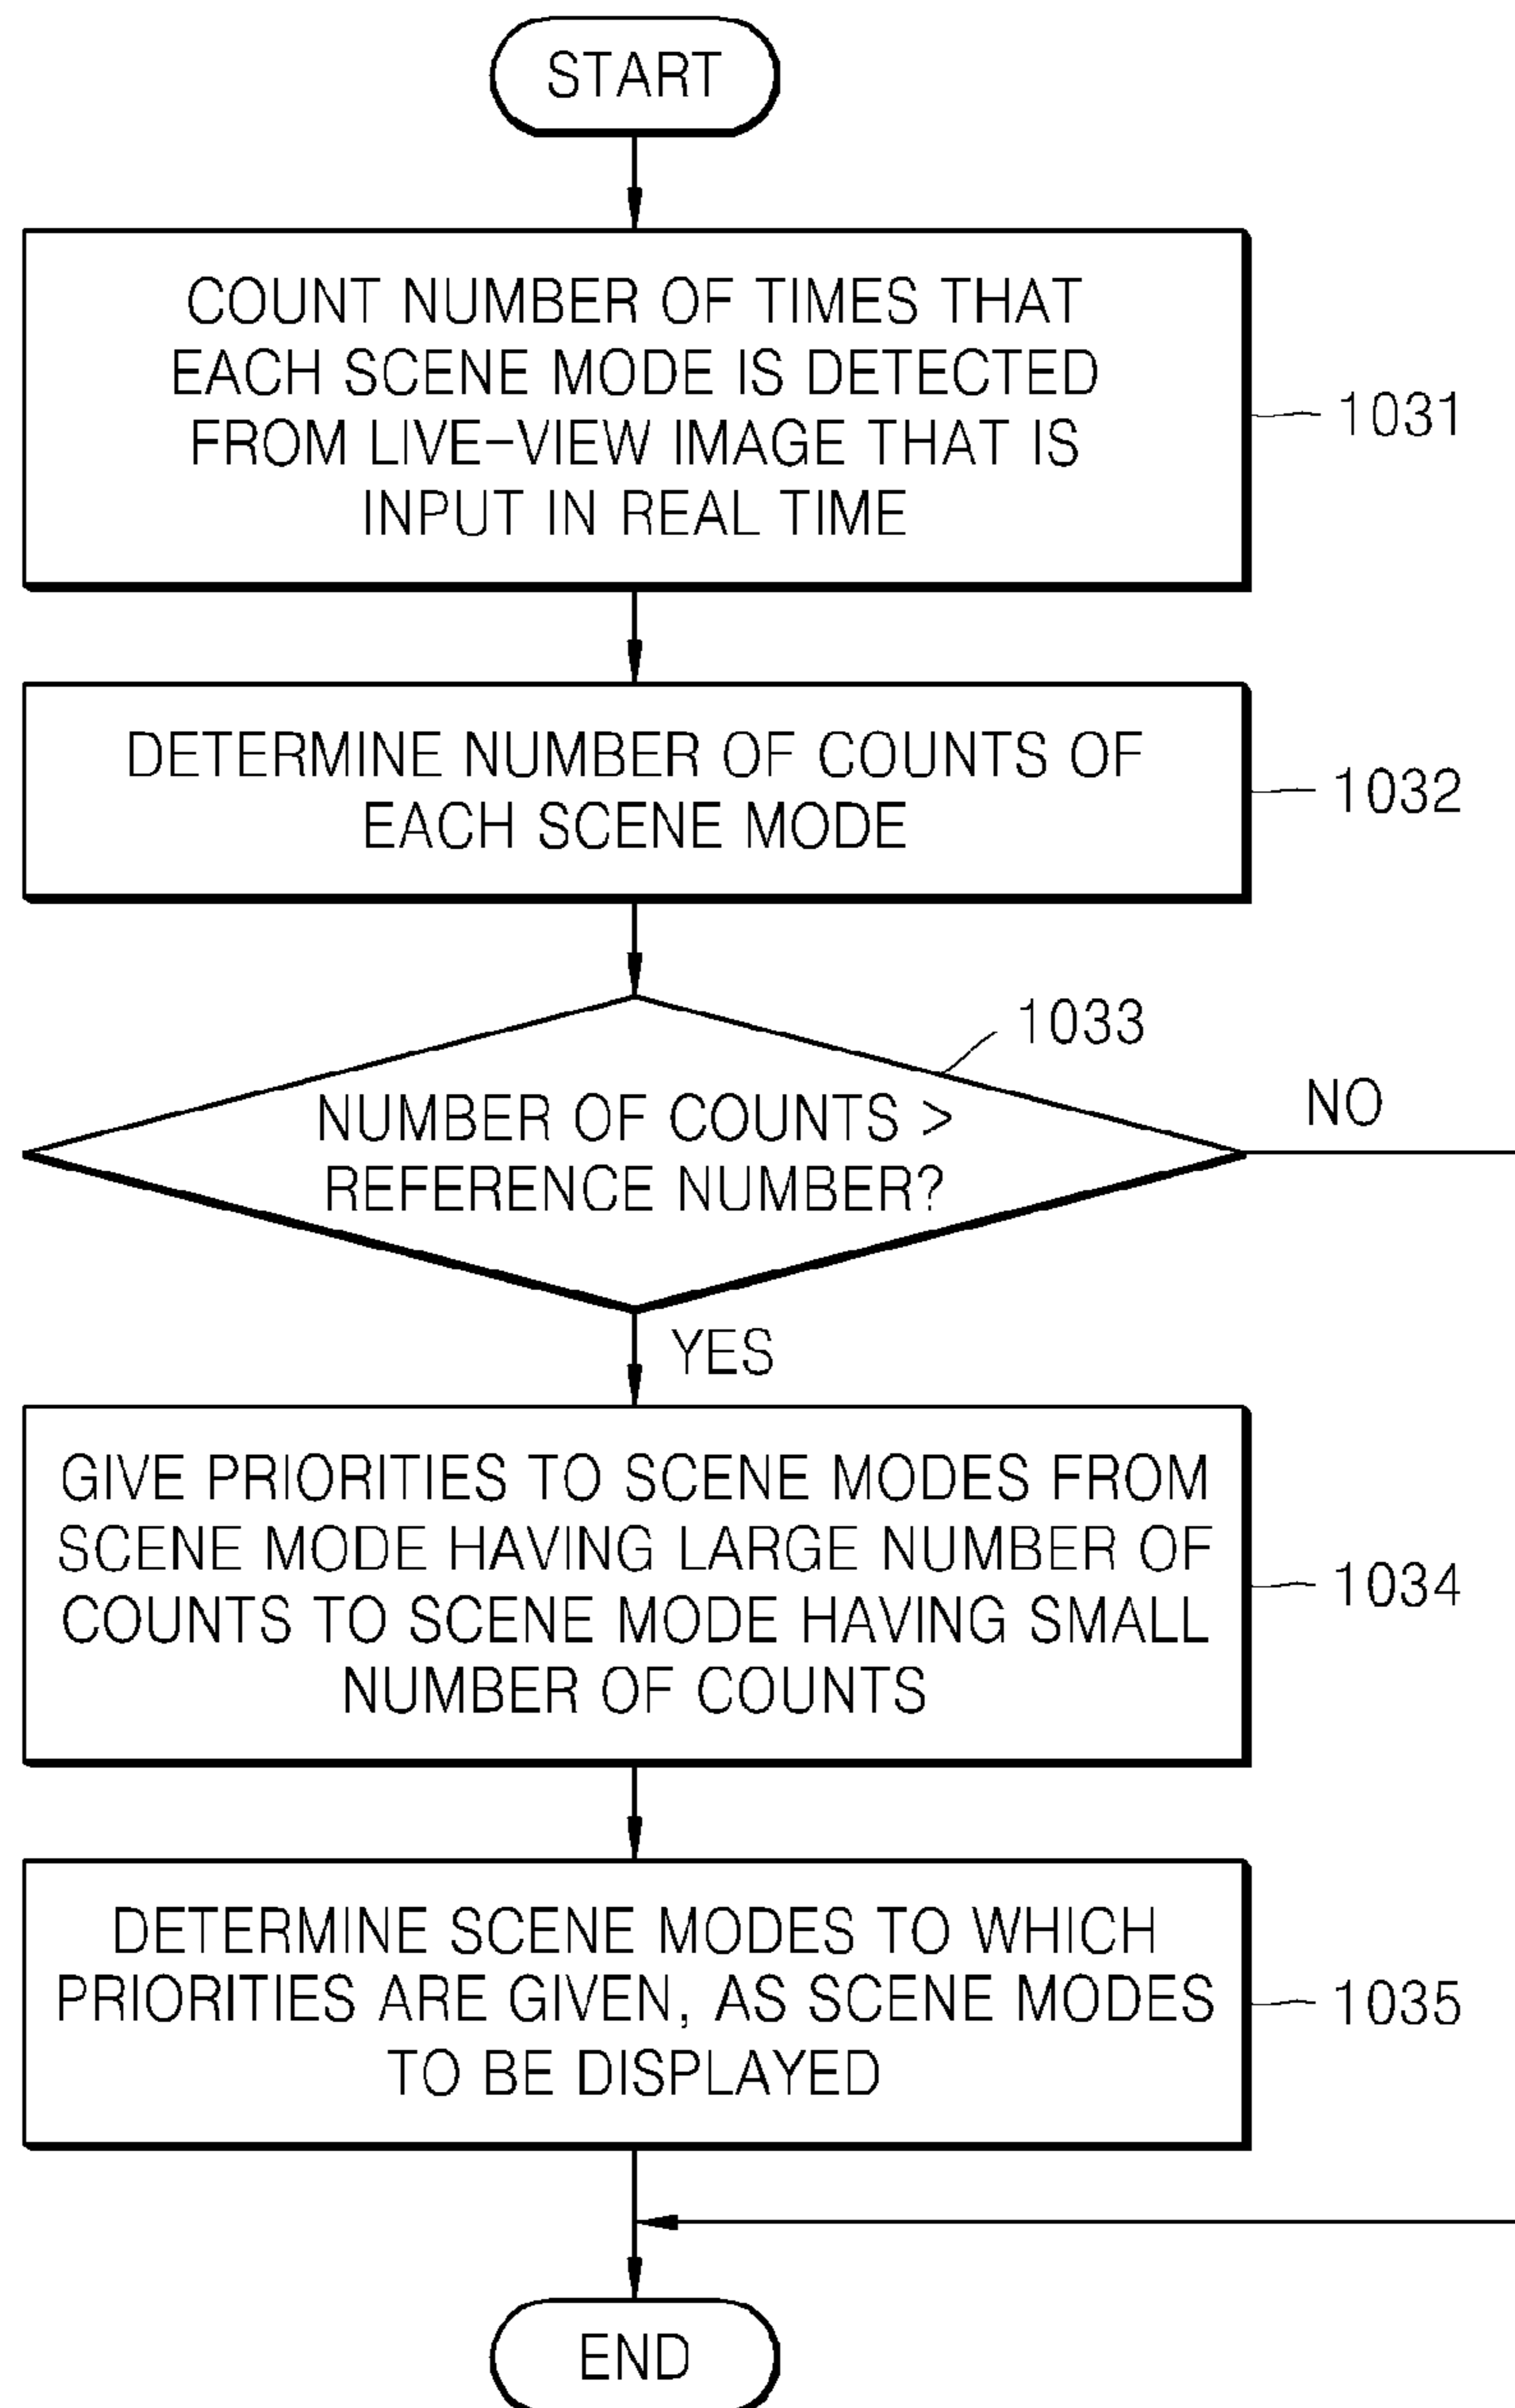 START
COUNT NUMBER OF TIMES THAT
EACH SCENE MODE IS DETECTED
FROM LIVE-VIEW IMAGE THAT IS
INPUT IN REAL TIME
1031
DETERMINE NUMBER OF COUNTS OF
EACH SCENE MODE
1032
1033
NUMBER OF COUNTS >
REFERENCE NUMBER?
NO
YES
GIVE PRIORITIES TO SCENE MODES FROM
SCENE MODE HAVING LARGE NUMBER OF
COUNTS TO SCENE MODE HAVING SMALL
NUMBER OF COUNTS
1034
DETERMINE SCENE MODES TO WHICH
PRIORITIES ARE GIVEN, AS SCENE MODES
TO BE DISPLAYED
1035
END